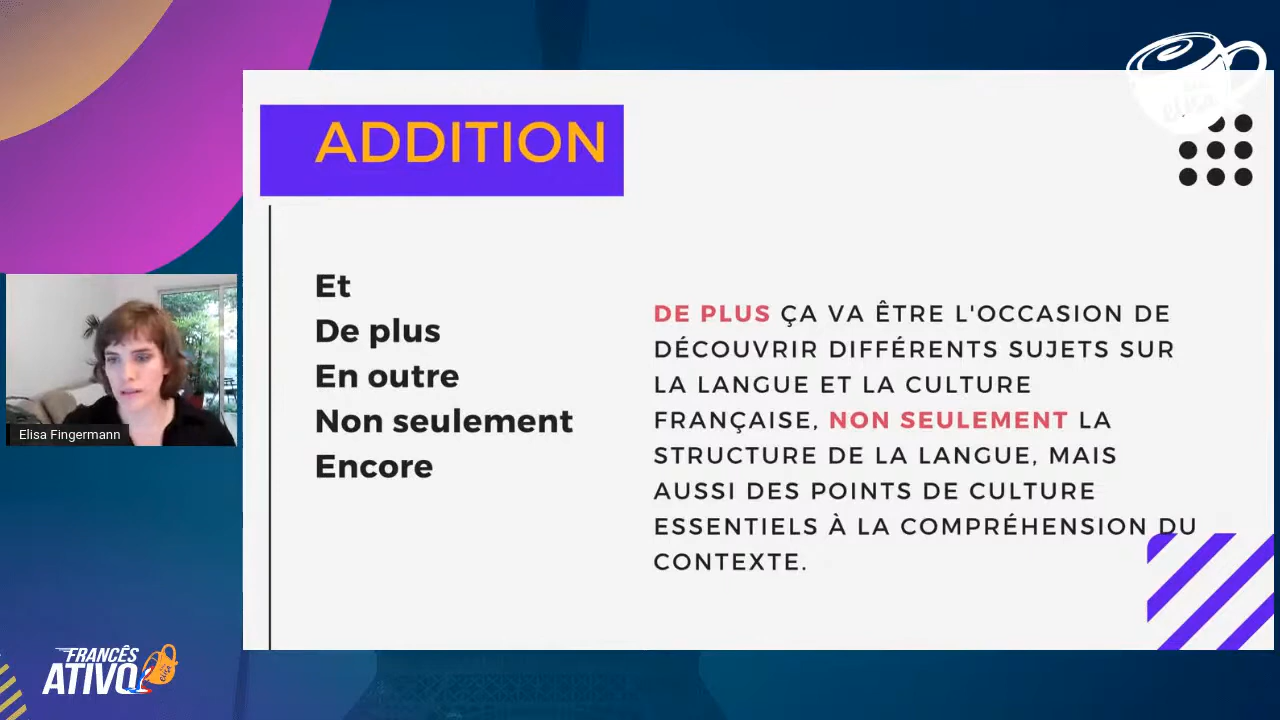 ADDITION
Et
De plus
En outre
Non seulement
Encore
DE PLUS ÇA VA ÊTRE L'OCCASION DE
DÉCOUVRIR DIFFÉRENTS SUJETS SUR
LA LANGUE ET LA CULTURE
FRANÇAISE, NON SEULEMENT LA
STRUCTURE DE LA LANGUE, MAIS
AUSSI DES POINTS DE CULTURE
ESSENTIELS À LA COMPRÉHENSION DU
CONTEXTE.
Elisa Fingermann
FRANCÊS
ATIVO